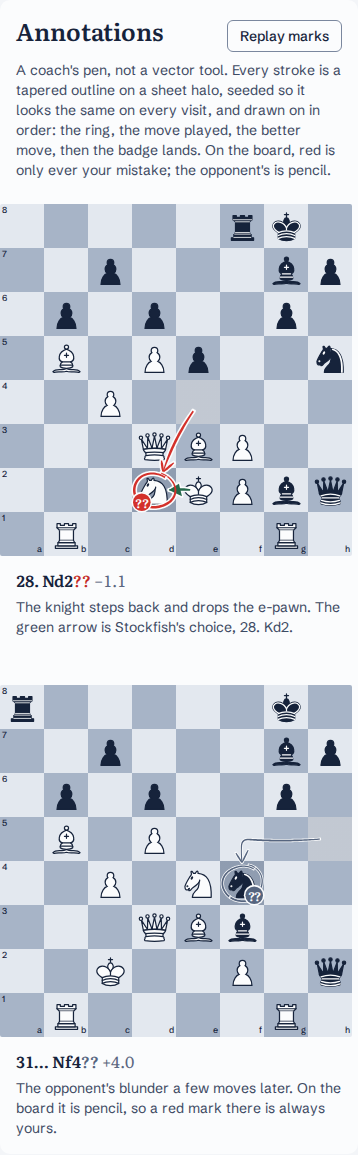 Annotations
Replay marks
A coach's pen, not a vector tool. Every stroke is a
tapered outline on a sheet halo, seeded so it
looks the same on every visit, and drawn on in
order: the ring, the move played, the better
move, then the badge lands. On the board, red is
only ever your mistake; the opponent's is pencil.
8
7
6
5
4
3
2
??
1
a b c d e f g h
28. Nd2?? −1.1
The knight steps back and drops the e-pawn. The
green arrow is Stockfish's choice, 28. Kd2.
8
7
6
5
4
??
3
2
1
a b c d e f g h
31... Nf4?? +4.0
The opponent's blunder a few moves later. On the
board it is pencil, so a red mark there is always
yours.